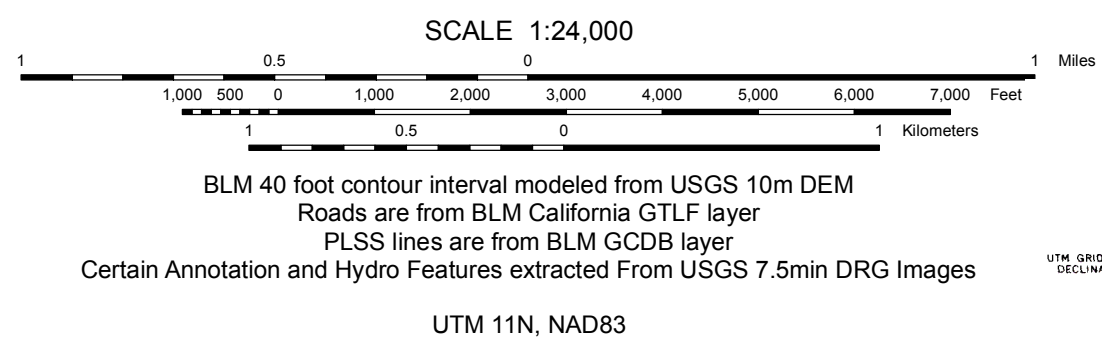 SCALE 1:24,000
1 0.5 0 1 Miles
1,000 500 0 1,000 2,000 3,000 4,000 5,000 6,000 7,000 Feet
1 0.5 0 1 Kilometers
BLM 40 foot contour interval modeled from USGS 10m DEM
Roads are from BLM California GTLF layer
PLSS lines are from BLM GCDB layer
Certain Annotation and Hydro Features extracted From USGS 7.5min DRG Images
UTM GRID
DECLINA
UTM 11N, NAD83